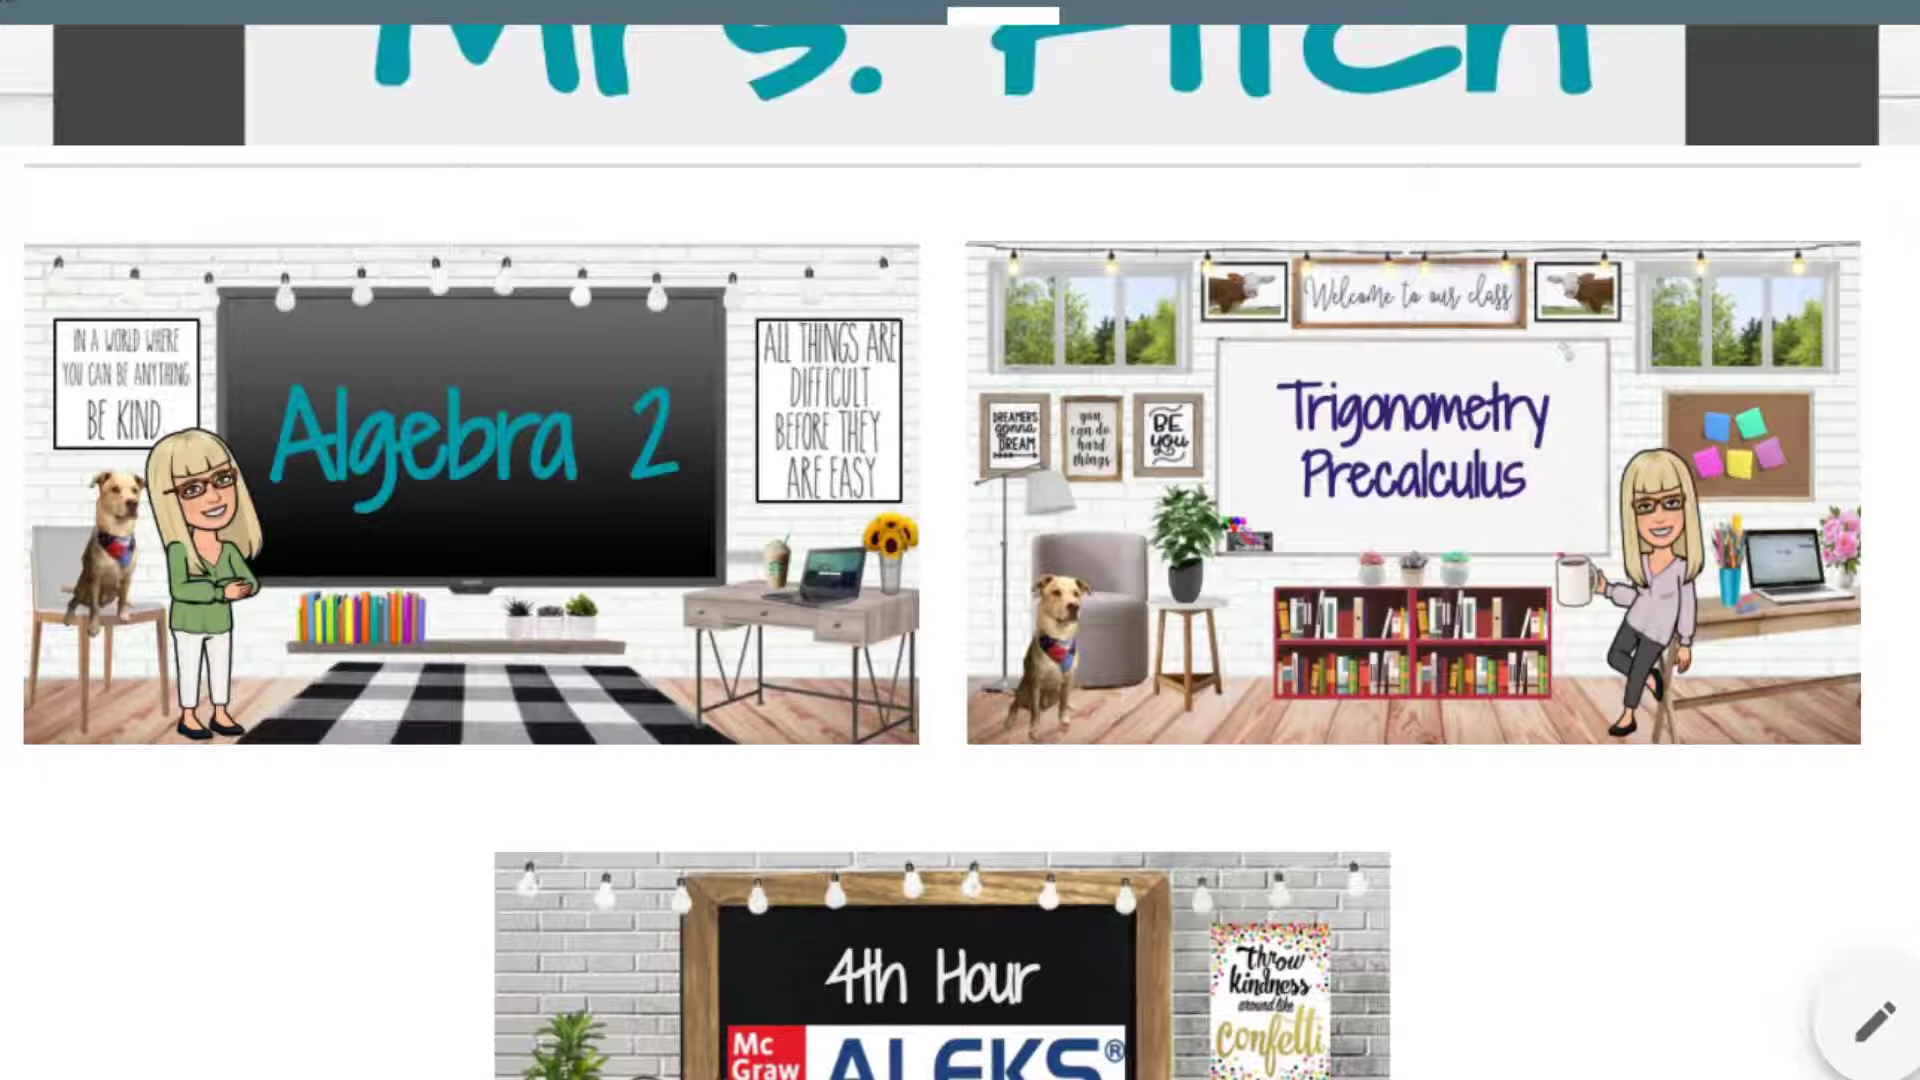 Mrs.
IN A WORLD WHERE
YOU CAN BE ANYTHING
BE KIND
Algebra 2
ALL THINGS ARE
DIFFICULT
BEFORE THEY
ARE EASY
Welcome to our class
DREAMERS
gonna
DREAM
you
can do
hard
things
BE
you
Trigonometry
Precalculus
4th Hour
Mc
Graw
ALEKS®
throw
kindness
around like
confetti